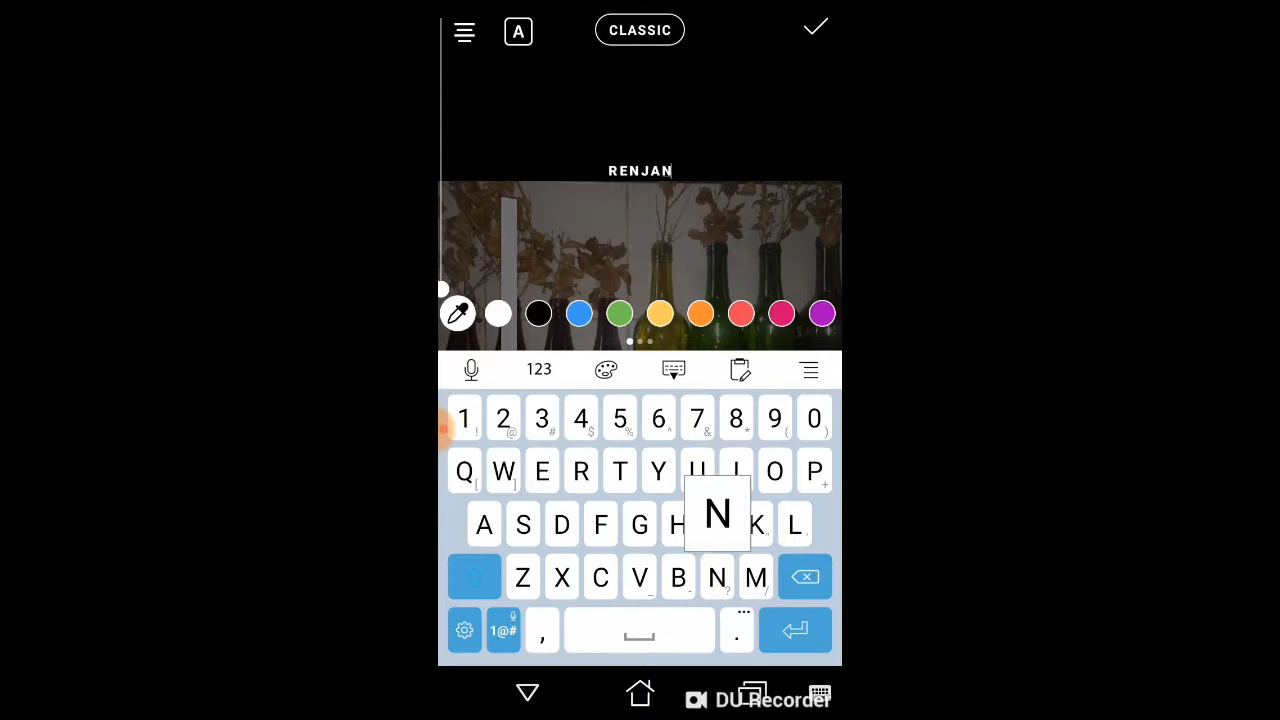 A CLASSIC
RENJAN
123
1 ! 2 @ 3 # 4 $ 5 % 6 ^ 7 & 8 * 9 ( 0 )
Q [ W ] E R T Y U I O P +
A S D F G H K L
N
Z X C V _ B - N ? M /
1@# , ... .
DU Recorder